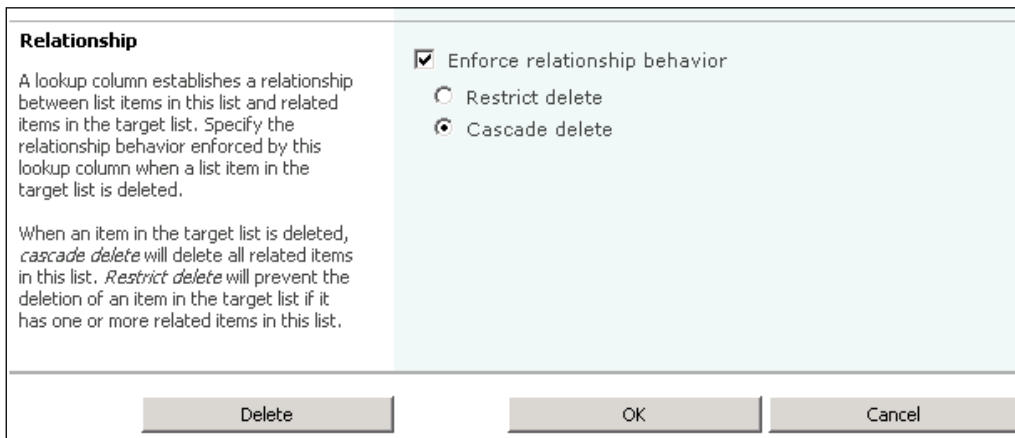 Relationship
A lookup column establishes a relationship
between list items in this list and related
items in the target list. Specify the
relationship behavior enforced by this
lookup column when a list item in the
target list is deleted.
When an item in the target list is deleted,
cascade delete will delete all related items
in this list. Restrict delete will prevent the
deletion of an item in the target list if it
has one or more related items in this list.
Enforce relationship behavior
Restrict delete
Cascade delete
Delete
OK
Cancel